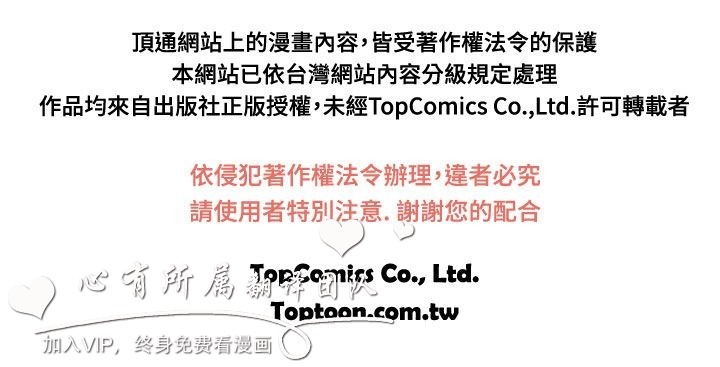 頂通網站上的漫畫內容，皆受著作權法令的保護
本網站已依台灣網站內容分級規定處理
作品均來自出版社正版授權，未經TopComics Co.,Ltd.許可轉載者
依侵犯著作權法令辦理，違者必究
請使用者特別注意. 謝謝您的配合
TopComics Co., Ltd.
心有所属翻译团队
Toptoon.com.tw
加入VIP，终身免费看漫画